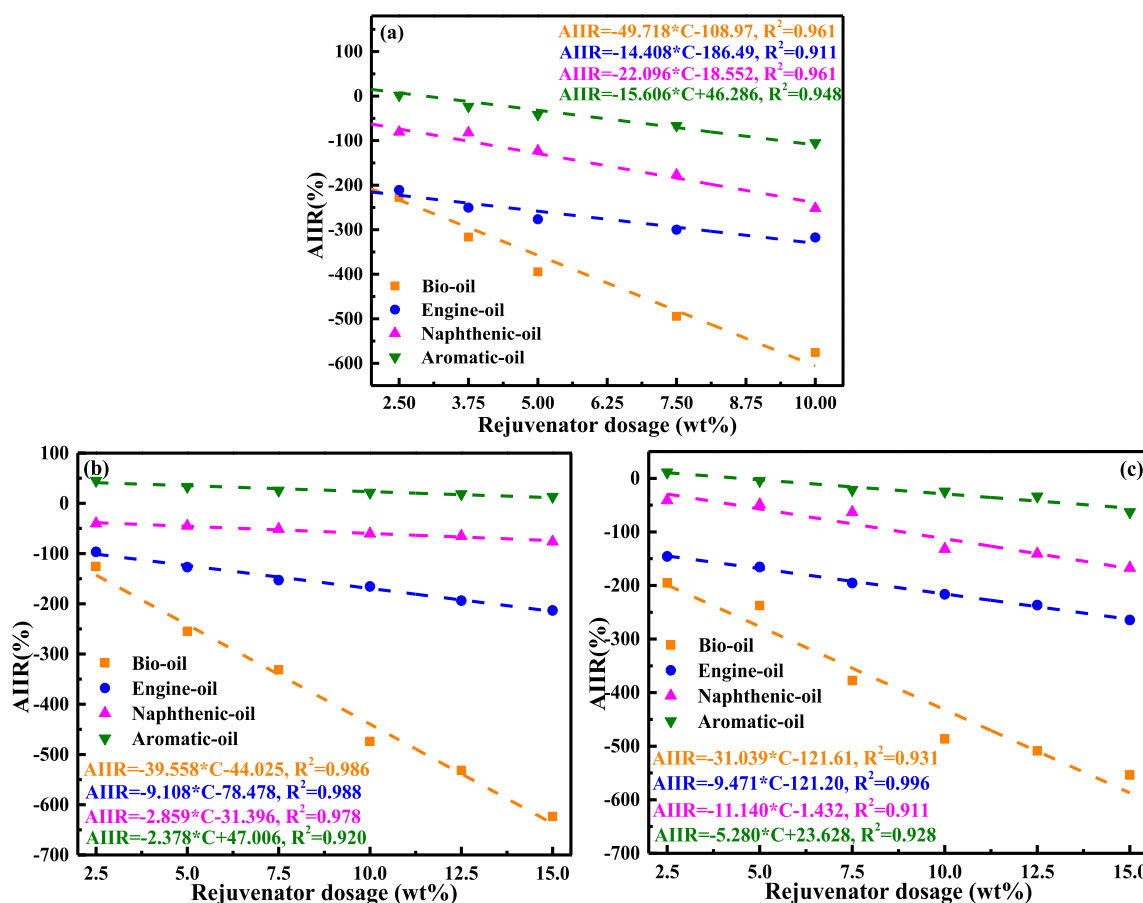 (a)
AIIR=-49.718*C-108.97, R²=0.961
AIIR=-14.408*C-186.49, R²=0.911
AIIR=-22.096*C-18.552, R²=0.961
AIIR=-15.606*C+46.286, R²=0.948
100
0
-100
-200
-300
-400
-500
-600
AIIR(%)
Bio-oil
Engine-oil
Naphthenic-oil
Aromatic-oil
2.50 3.75 5.00 6.25 7.50 8.75 10.00
Rejuvenator dosage (wt%)
(b)
100
0
-100
-200
-300
-400
-500
-600
-700
AIIR(%)
Bio-oil
Engine-oil
Naphthenic-oil
Aromatic-oil
AIIR=-39.558*C-44.025, R²=0.986
AIIR=-9.108*C-78.478, R²=0.988
AIIR=-2.859*C-31.396, R²=0.978
AIIR=-2.378*C+47.006, R²=0.920
2.5 5.0 7.5 10.0 12.5 15.0
Rejuvenator dosage (wt%)
(c)
0
-100
-200
-300
-400
-500
-600
-700
AIIR(%)
Bio-oil
Engine-oil
Naphthenic-oil
Aromatic-oil
AIIR=-31.039*C-121.61, R²=0.931
AIIR=-9.471*C-121.20, R²=0.996
AIIR=-11.140*C-1.432, R²=0.911
AIIR=-5.280*C+23.628, R²=0.928
2.5 5.0 7.5 10.0 12.5 15.0
Rejuvenator dosage (wt%)